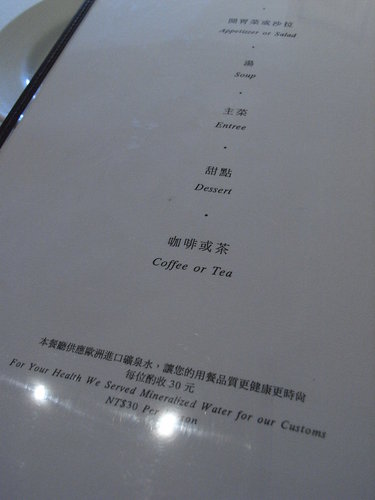 開胃菜或沙拉
Appetizer or Salad
湯
Soup
主菜
Entree
甜點
Dessert
咖啡或茶
Coffee or Tea
本餐廳供應歐洲進口礦泉水，讓您的用餐品質更健康更時尚
每位酌收 30 元
For Your Health We Served Mineralized Water for our Customs
NT$30 Per